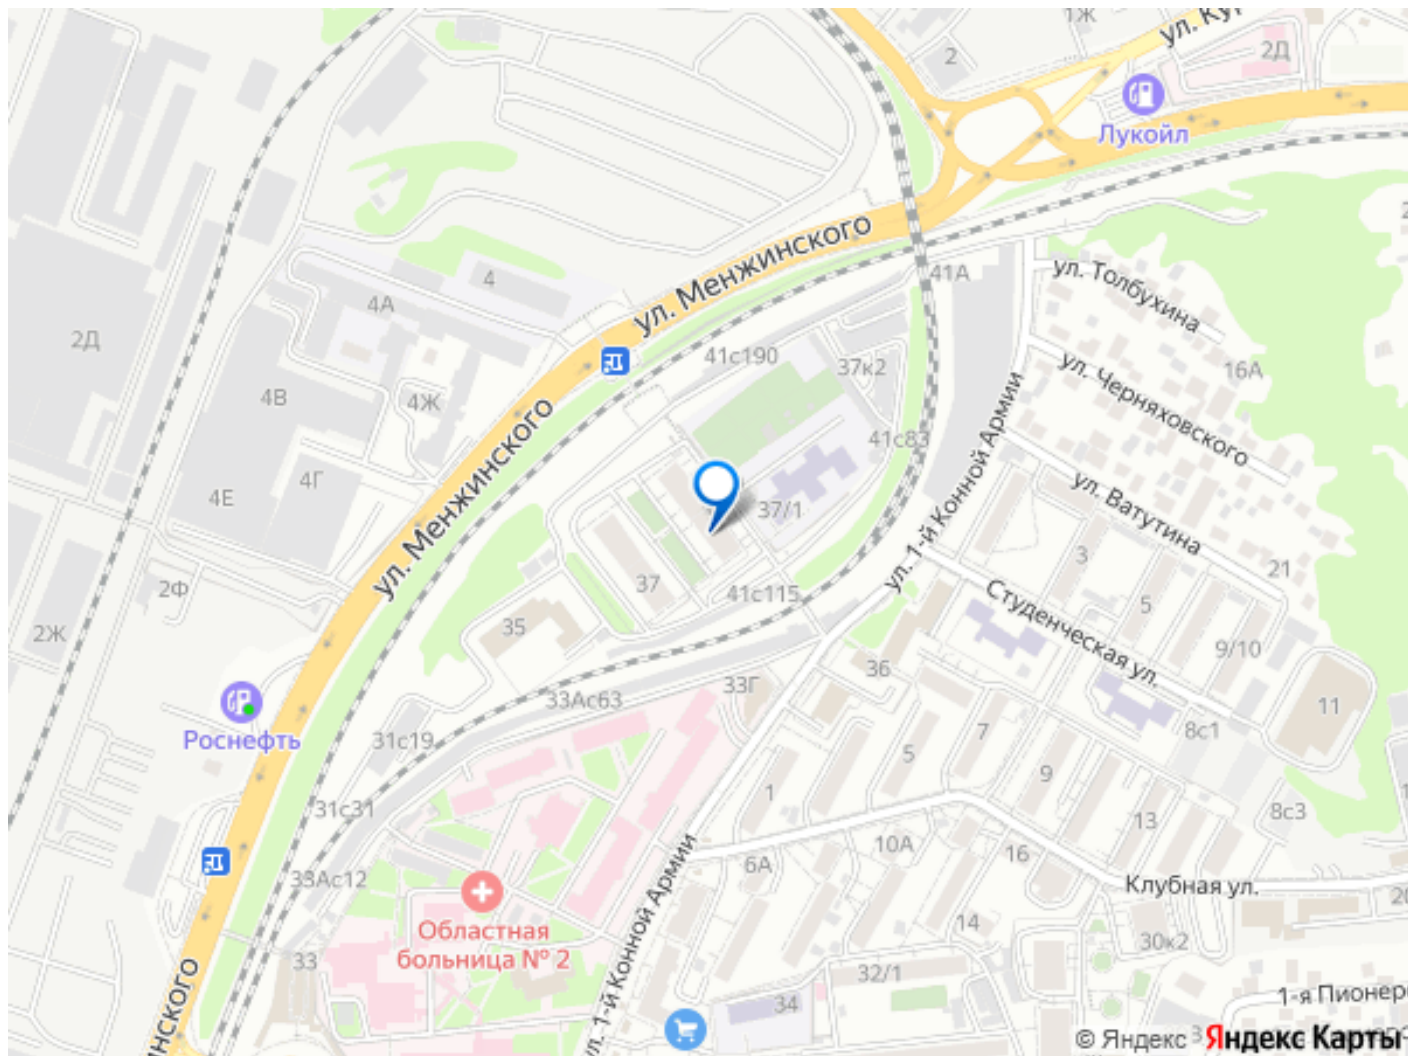 1Ж
ул. Кур
2
2Д
Лукойл
ул. Менжинского
41А
ул. Толбухина
4
4А
2Д
41с190
37к2
16А
ул. Черняховского
4В
4Ж
41с83
ул. 1-й Конной Армии
4Г
4Е
ул. Менжинского
37/1
ул. Ватутина
3
21
2Ф
37
41с115
Студенческая ул.
5
2Ж
35
9/10
36
33Г
33Ас63
11
Роснефть
31с19
7
8с1
5
9
1
31с31
8с3
13
10А
6А
16
33Ас12
ул. 1-й Конной Армии
Клубная ул.
20
Областная
больница № 2
14
30к2
33
32/1
инского
34
1-я Пионер
© Яндекс
3
Яндекс Карты